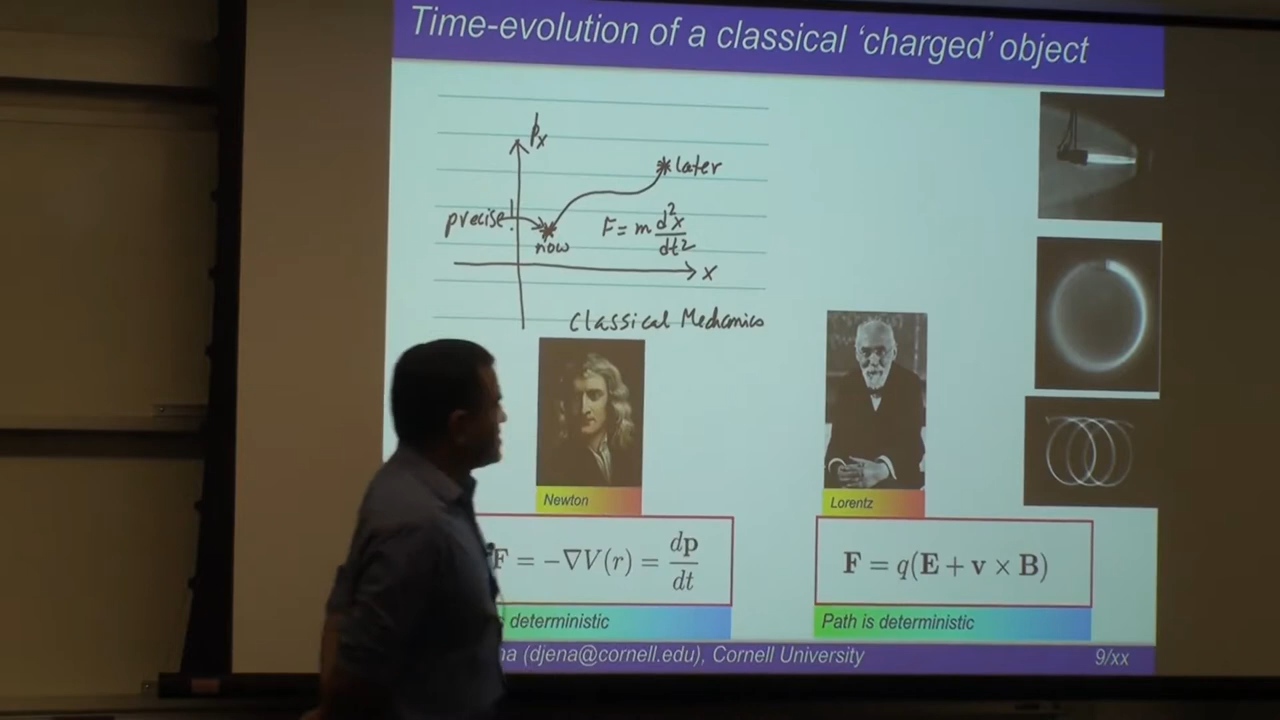 Time-evolution of a classical ‘charged’ object
pₓ
later
precise!
now
F = m d²x/dt²
x
Classical Mechanics
Newton
Lorentz
F = −∇V(r) = dp/dt
F = q(E + v × B)
deterministic
Path is deterministic
(djena@cornell.edu), Cornell University
9/xx